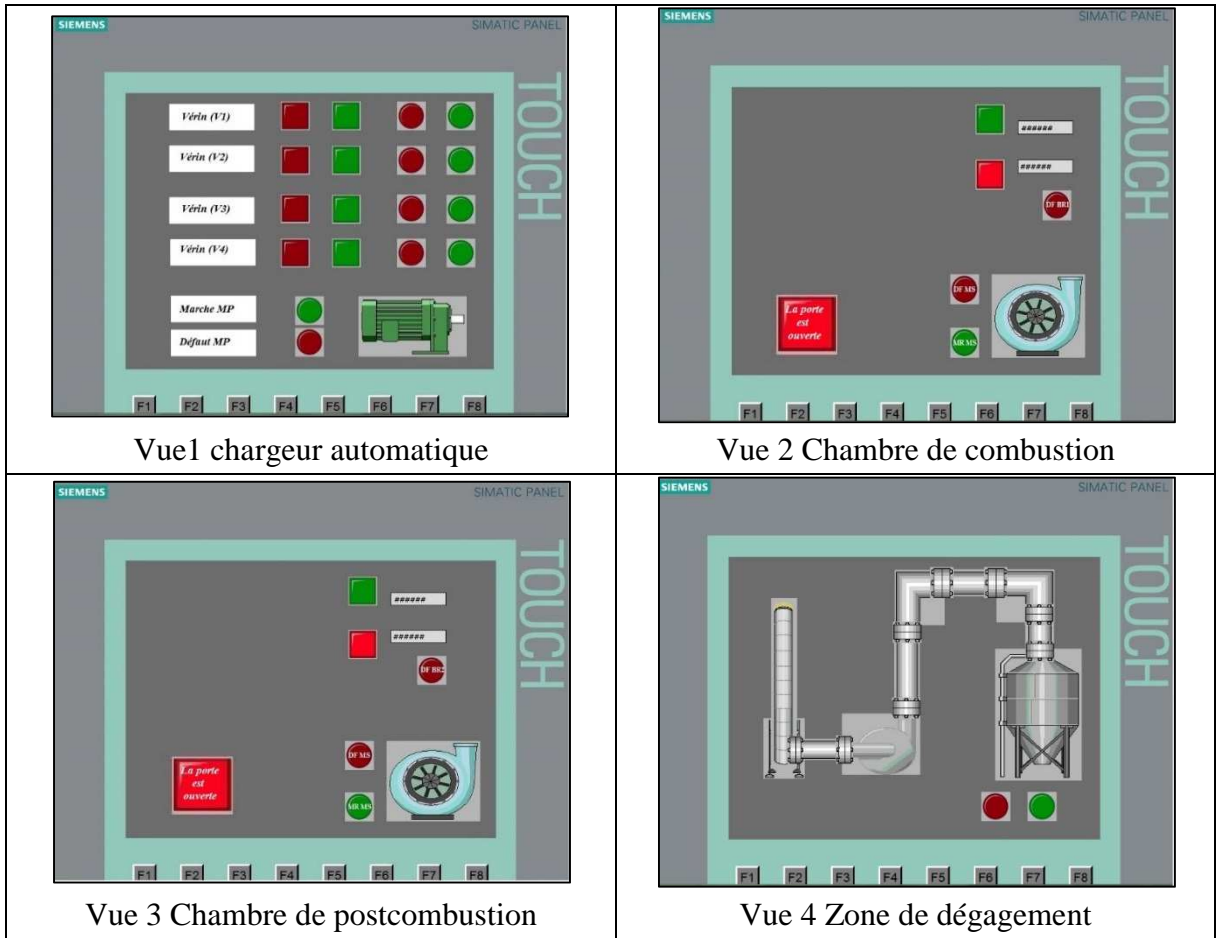 SIEMENS
SIMATIC PANEL
TOUCH
Vérin (V1)
Vérin (V2)
Vérin (V3)
Vérin (V4)
Marche MP
Défaut MP
F1 F2 F3 F4 F5 F6 F7 F8
Vue1 chargeur automatique
SIEMENS
SIMATIC PANEL
TOUCH
######
######
DF BR1
DF MS
La porte
est
ouverte
MR MS
F1 F2 F3 F4 F5 F6 F7 F8
Vue 2 Chambre de combustion
SIEMENS
SIMATIC PANEL
TOUCH
######
######
DF BR2
DF MS
La porte
est
ouverte
MR MS
F1 F2 F3 F4 F5 F6 F7 F8
Vue 3 Chambre de postcombustion
SIEMENS
SIMATIC PANEL
TOUCH
F1 F2 F3 F4 F5 F6 F7 F8
Vue 4 Zone de dégagement